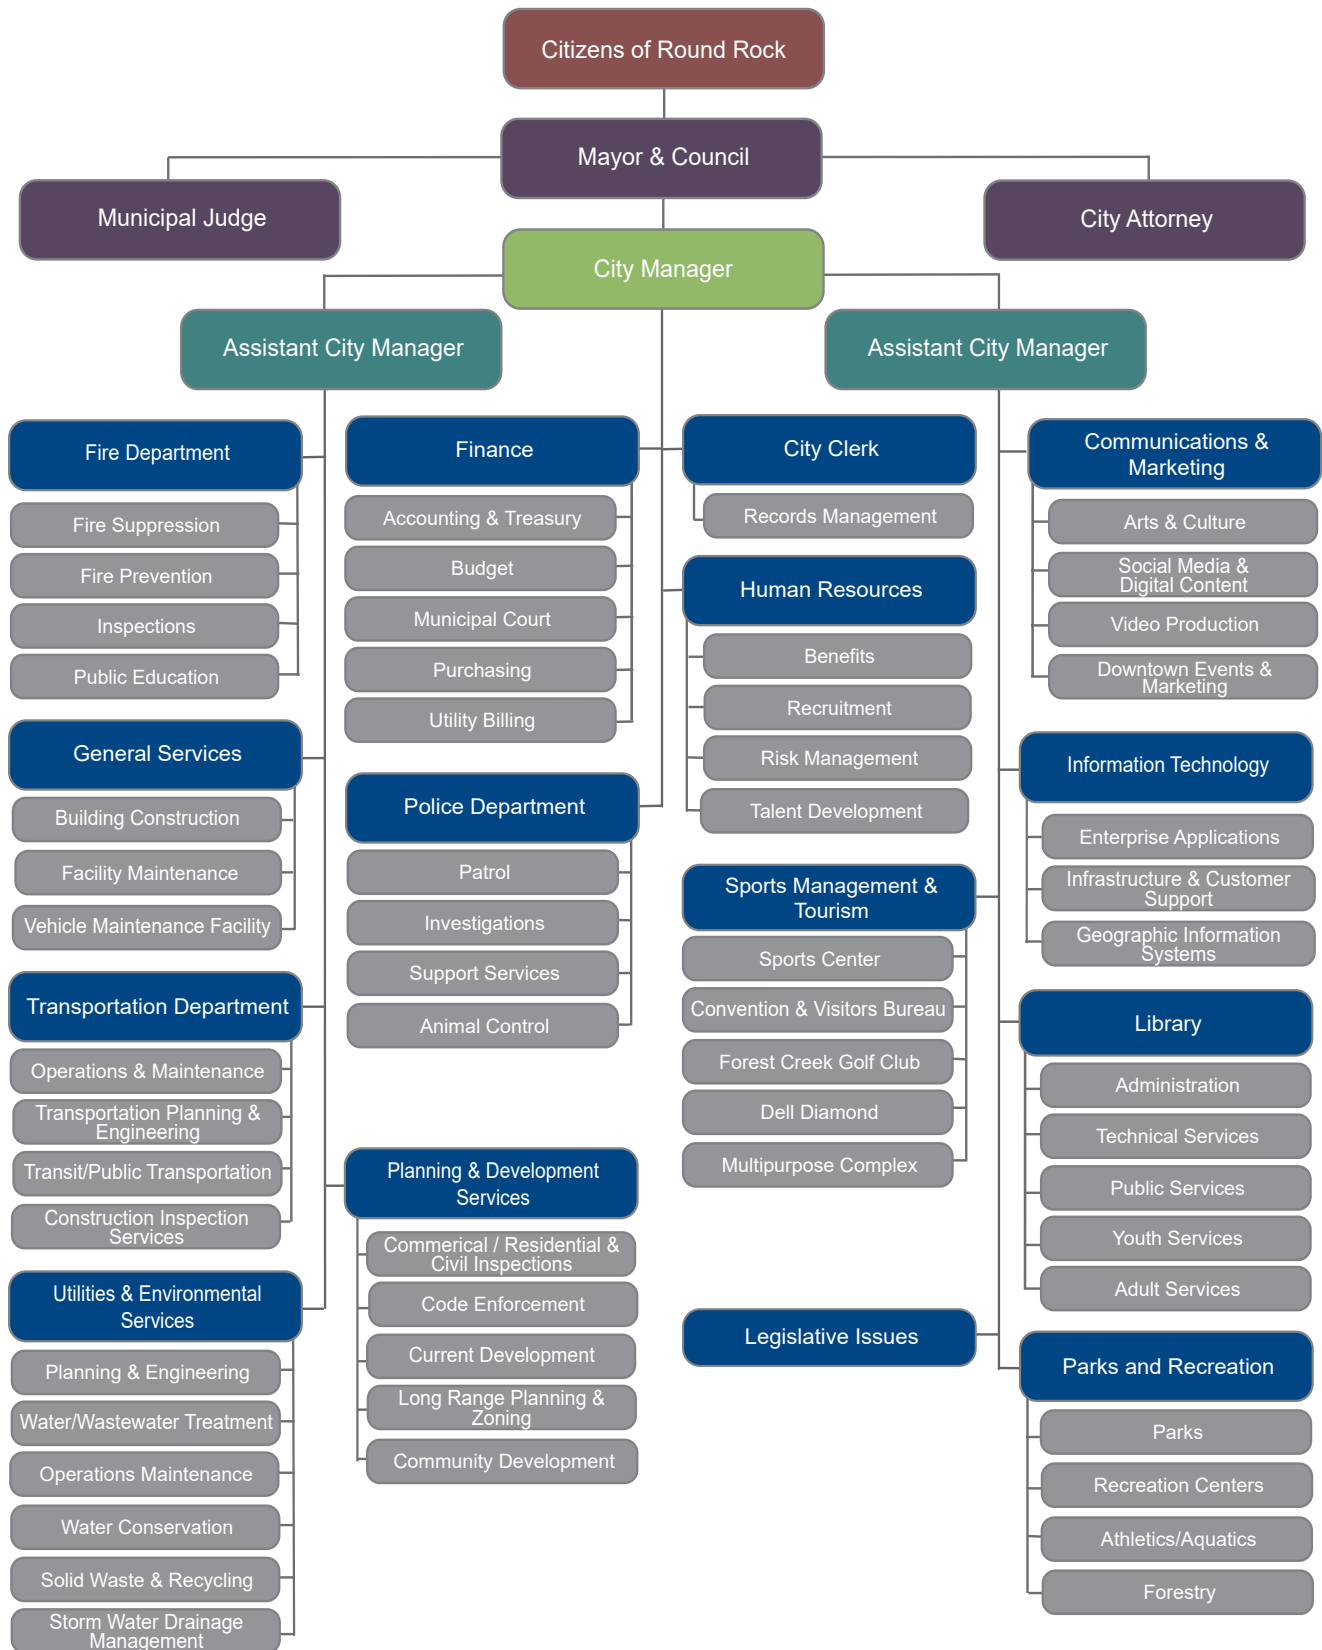 Citizens of Round Rock
Mayor & Council
Municipal Judge
City Attorney
City Manager
Assistant City Manager
Assistant City Manager
Fire Department
Fire Suppression
Fire Prevention
Inspections
Public Education
General Services
Building Construction
Facility Maintenance
Vehicle Maintenance Facility
Transportation Department
Operations & Maintenance
Transportation Planning &
Engineering
Transit/Public Transportation
Construction Inspection
Services
Utilities & Environmental
Services
Planning & Engineering
Water/Wastewater Treatment
Operations Maintenance
Water Conservation
Solid Waste & Recycling
Storm Water Drainage
Management
Finance
Accounting & Treasury
Budget
Municipal Court
Purchasing
Utility Billing
Police Department
Patrol
Investigations
Support Services
Animal Control
Planning & Development
Services
Commerical / Residential &
Civil Inspections
Code Enforcement
Current Development
Long Range Planning &
Zoning
Community Development
City Clerk
Records Management
Human Resources
Benefits
Recruitment
Risk Management
Talent Development
Sports Management &
Tourism
Sports Center
Convention & Visitors Bureau
Forest Creek Golf Club
Dell Diamond
Multipurpose Complex
Legislative Issues
Communications &
Marketing
Arts & Culture
Social Media &
Digital Content
Video Production
Downtown Events &
Marketing
Information Technology
Enterprise Applications
Infrastructure & Customer
Support
Geographic Information
Systems
Library
Administration
Technical Services
Public Services
Youth Services
Adult Services
Parks and Recreation
Parks
Recreation Centers
Athletics/Aquatics
Forestry